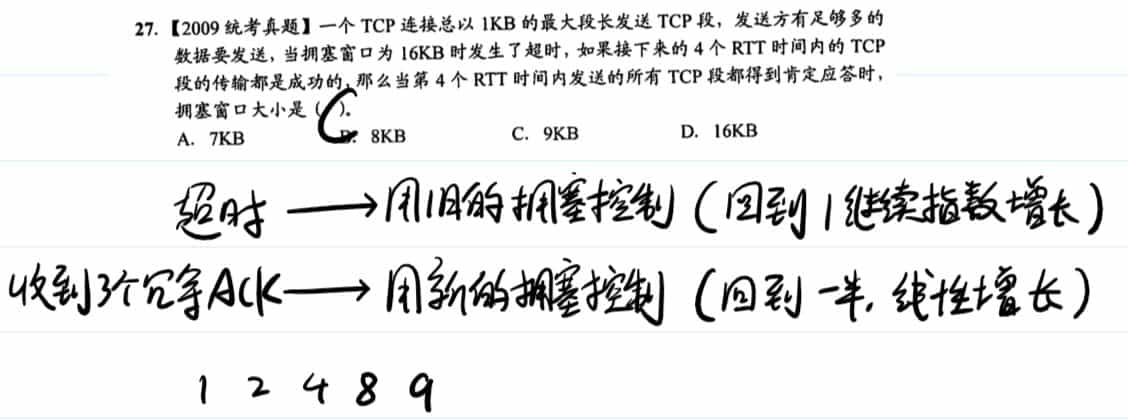 27.【2009 统考真题】一个 TCP 连接总以 1KB 的最大段长发送 TCP 段，发送方有足够多的
数据要发送，当拥塞窗口为 16KB 时发生了超时，如果接下来的 4 个 RTT 时间内的 TCP
段的传输都是成功的，那么当第 4 个 RTT 时间内发送的所有 TCP 段都得到肯定应答时，
拥塞窗口大小是（C）。
A. 7KB B. 8KB C. 9KB D. 16KB
超时 → 用旧的拥塞控制（回到1继续指数增长）
收到3个冗余ACK → 用新的拥塞控制（回到一半，线性增长）
1 2 4 8 9